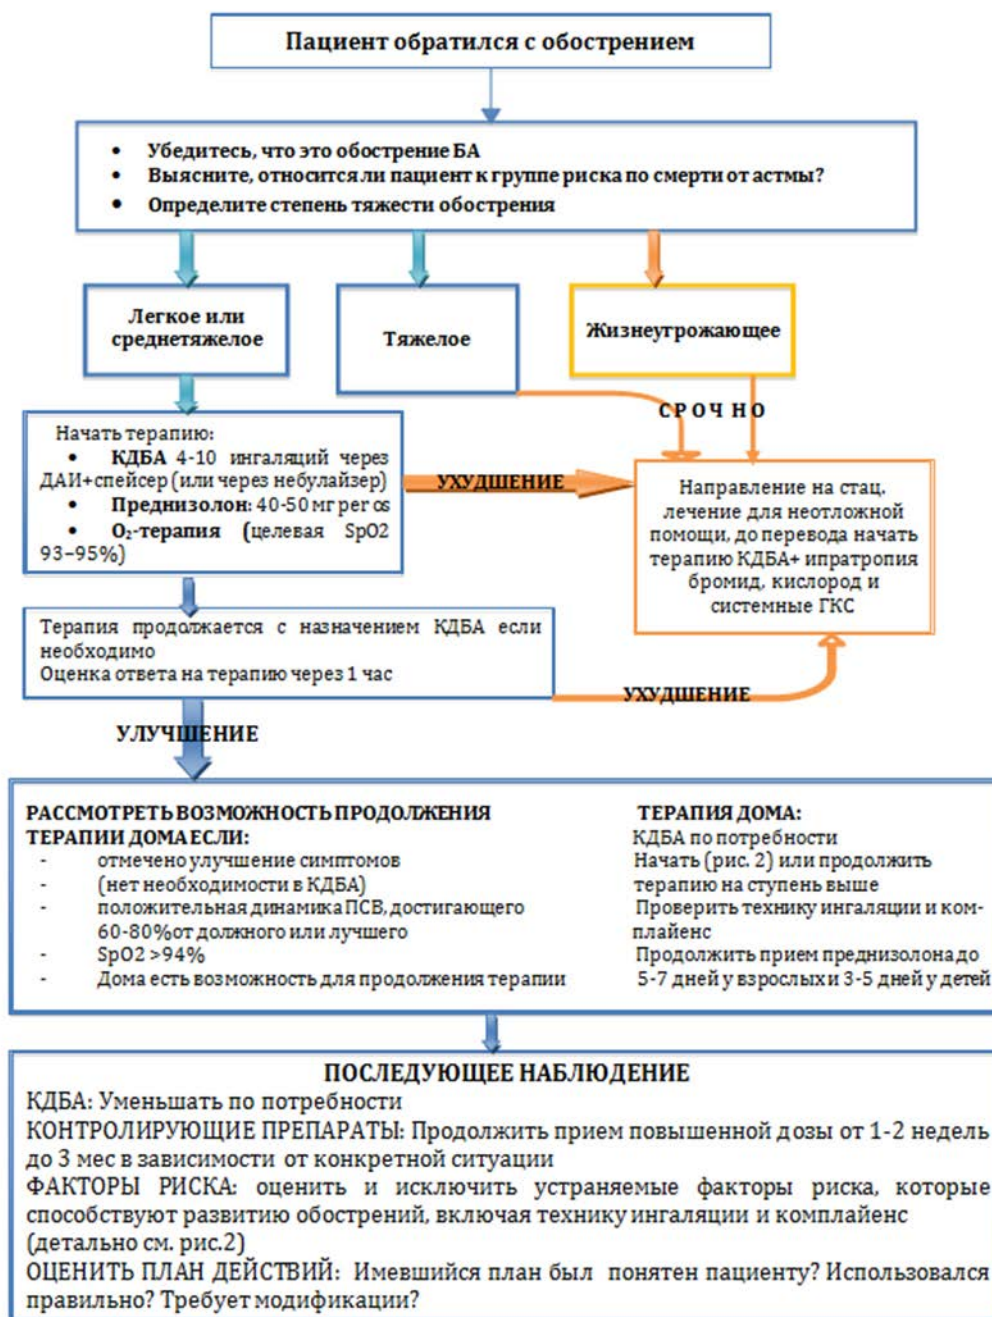 Пациент обратился с обострением
• Убедитесь, что это обострение БА
• Выясните, относится ли пациент к группе риска по смерти от астмы?
• Определите степень тяжести обострения
Легкое или
среднетяжелое
Тяжелое
Жизнеугрожающее
СРОЧНО
Начать терапию:
• КДБА 4-10 ингаляций через
ДАИ+спейсер (или через небулайзер)
• Преднизолон: 40-50 мг per os
• O₂-терапия (целевая SpO2
93–95%)
УХУДШЕНИЕ
Направление на стац.
лечение для неотложной
помощи, до перевода начать
терапию КДБА+ ипратропия
бромид, кислород и
системные ГКС
Терапия продолжается с назначением КДБА если
необходимо
Оценка ответа на терапию через 1 час
УХУДШЕНИЕ
УЛУЧШЕНИЕ
РАССМОТРЕТЬ ВОЗМОЖНОСТЬ ПРОДОЛЖЕНИЯ
ТЕРАПИИ ДОМА ЕСЛИ:
- отмечено улучшение симптомов
- (нет необходимости в КДБА)
- положительная динамика ПСВ, достигающего
60-80% от должного или лучшего
- SpO2 >94%
- Дома есть возможность для продолжения терапии
ТЕРАПИЯ ДОМА:
КДБА по потребности
Начать (рис. 2) или продолжить
терапию на ступень выше
Проверить технику ингаляции и ком-
плайенс
Продолжить прием преднизолона до
5-7 дней у взрослых и 3-5 дней у детей
ПОСЛЕДУЮЩЕЕ НАБЛЮДЕНИЕ
КДБА: Уменьшать по потребности
КОНТРОЛИРУЮЩИЕ ПРЕПАРАТЫ: Продолжить прием повышенной дозы от 1-2 недель
до 3 мес в зависимости от конкретной ситуации
ФАКТОРЫ РИСКА: оценить и исключить устраняемые факторы риска, которые
способствуют развитию обострений, включая технику ингаляции и комплайенс
(детально см. рис.2)
ОЦЕНИТЬ ПЛАН ДЕЙСТВИЙ: Имевшийся план был понятен пациенту? Использовался
правильно? Требует модификации?